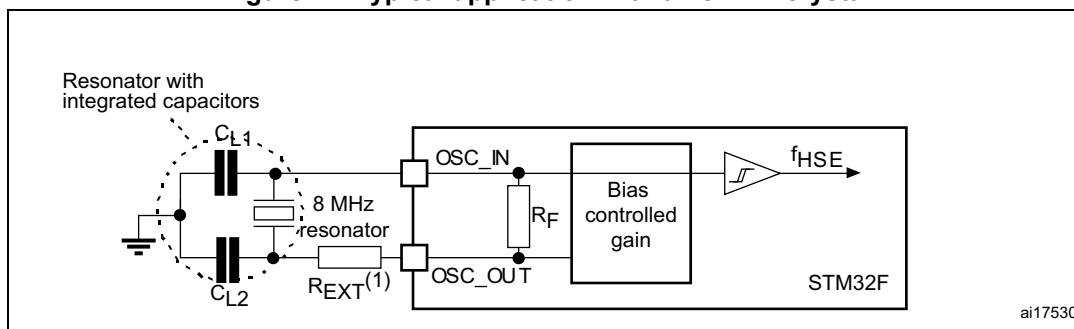 Resonator with
integrated capacitors
CL1
OSC_IN
fHSE
8 MHz
resonator
RF
Bias
controlled
gain
REXT(1)
OSC_OUT
STM32F
CL2
ai17530